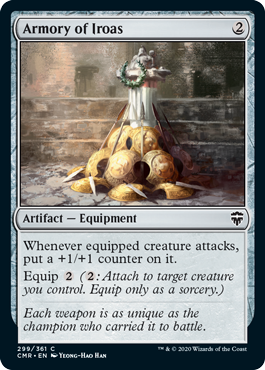 Armory of Iroas 2
Artifact — Equipment
Whenever equipped creature attacks,
put a +1/+1 counter on it.
Equip 2 (2: Attach to target creature
you control. Equip only as a sorcery.)
Each weapon is as unique as the
champion who carried it to battle.
299/361 C
CMR • EN Yeong-Hao Han ™ & © 2020 Wizards of the Coast